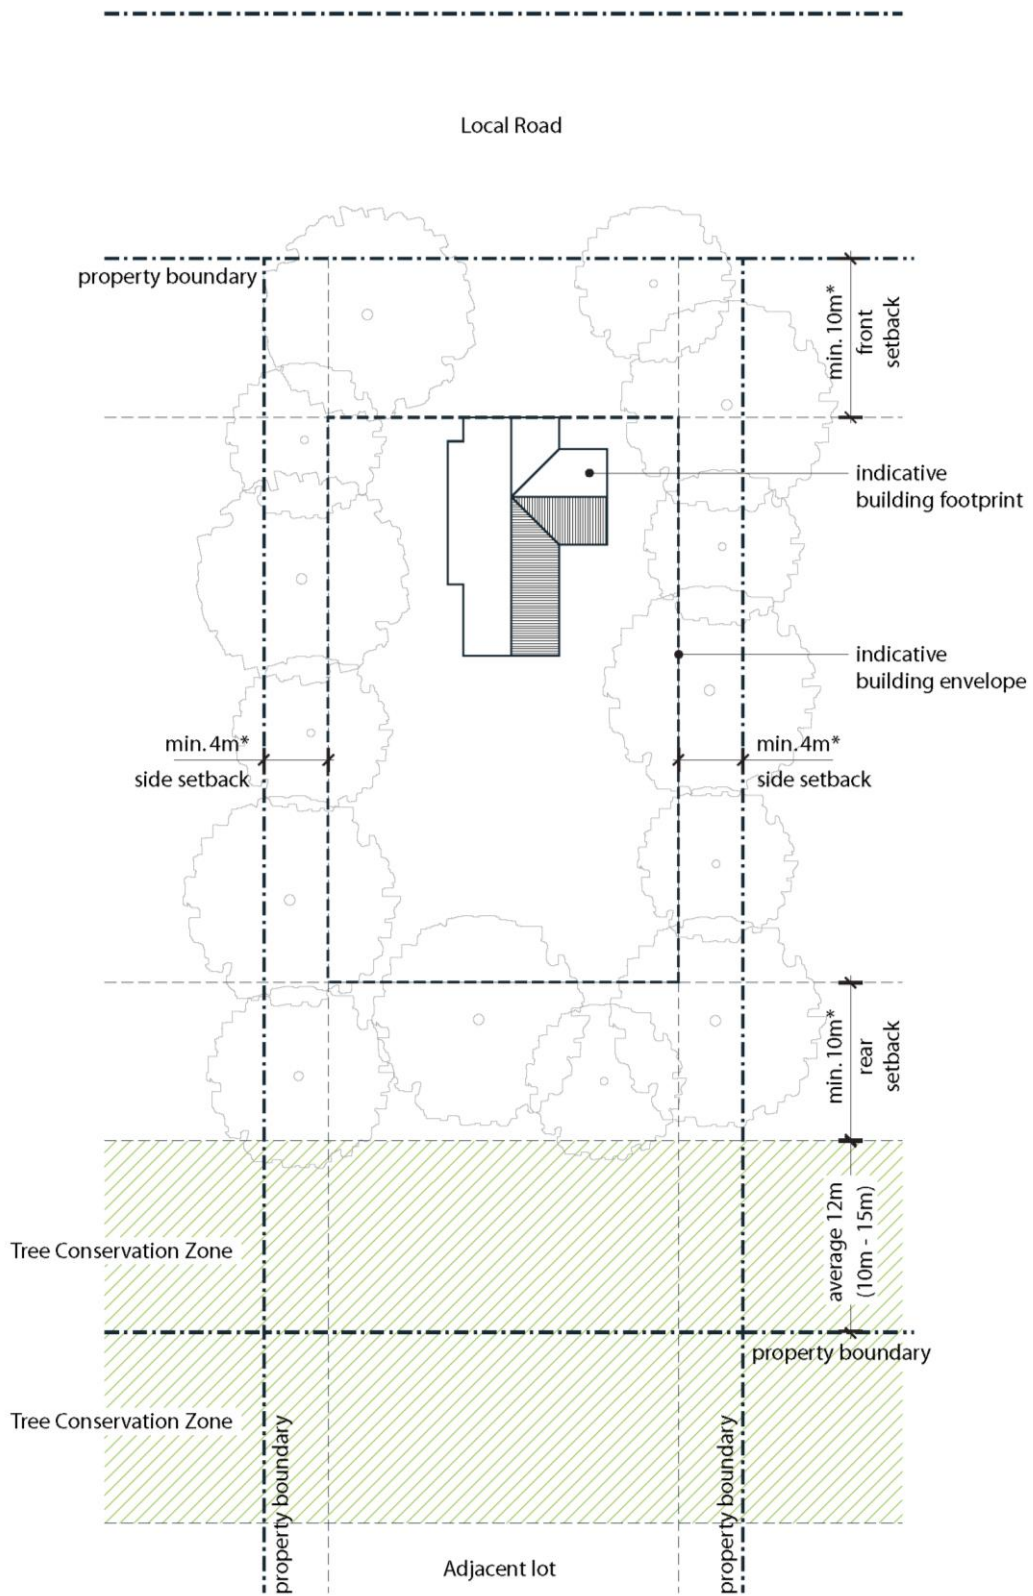 Local Road
property boundary
min. 10m*
front
setback
indicative
building footprint
indicative
building envelope
min. 4m*
side setback
min. 4m*
side setback
min. 10m*
rear
setback
average 12m
(10m - 15m)
Tree Conservation Zone
property boundary
Tree Conservation Zone
property boundary
property boundary
Adjacent lot